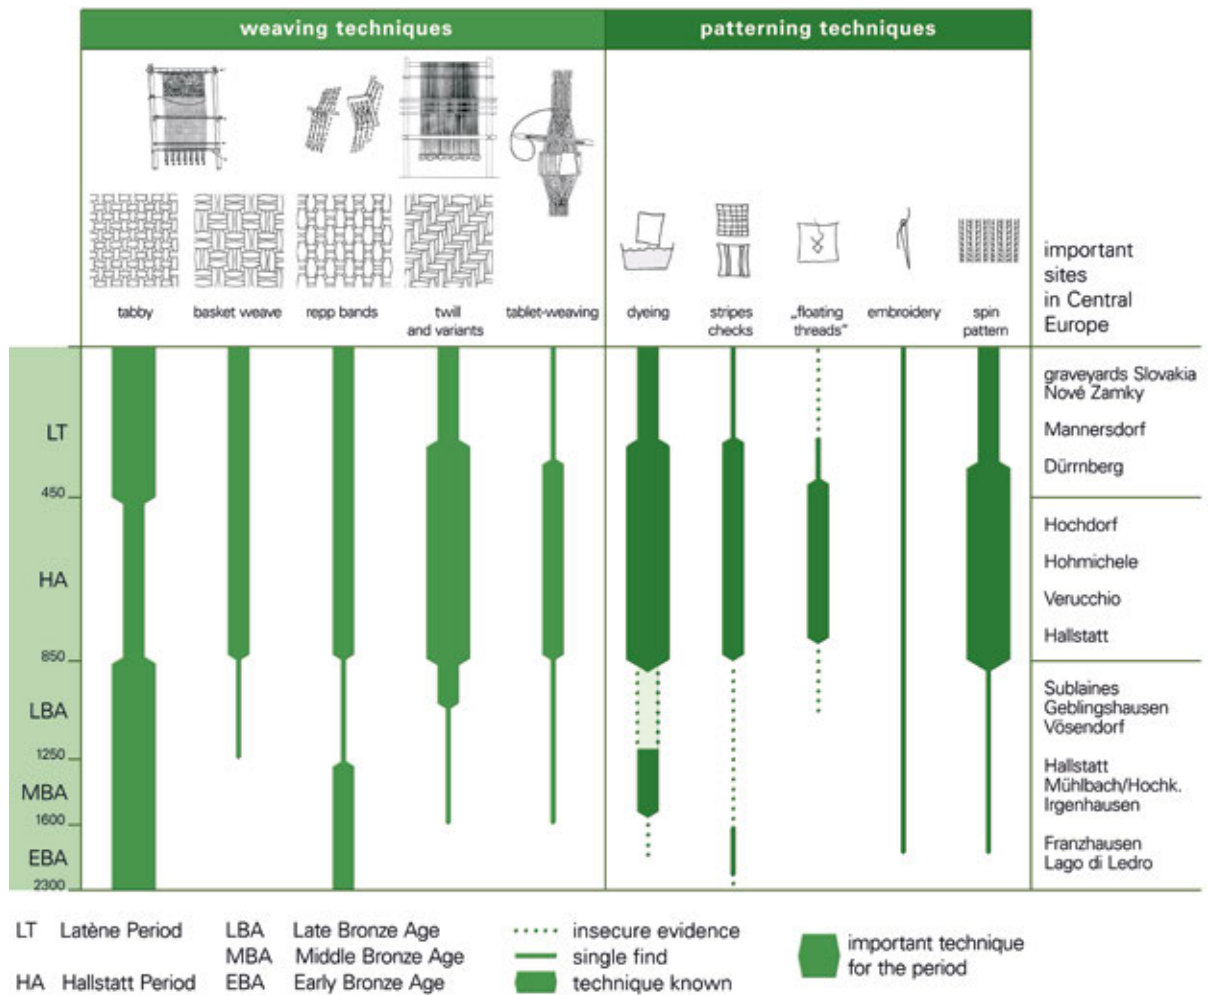 weaving techniques
patterning techniques
tabby
basket weave
repp bands
twill
and variants
tablet-weaving
dyeing
stripes
checks
„floating
threads"
embroidery
spin
pattern
important
sites
in Central
Europe
LT
450
HA
850
LBA
1250
MBA
1600
EBA
2300
graveyards Slovakia
Nové Zamky
Mannersdorf
Dürrnberg
Hochdorf
Hohmichele
Verucchio
Hallstatt
Sublaines
Geblingshausen
Vösendorf
Hallstatt
Mühlbach/Hochk.
Irgenhausen
Franzhausen
Lago di Ledro
LT Latène Period
HA Hallstatt Period
LBA Late Bronze Age
MBA Middle Bronze Age
EBA Early Bronze Age
insecure evidence
single find
technique known
important technique
for the period